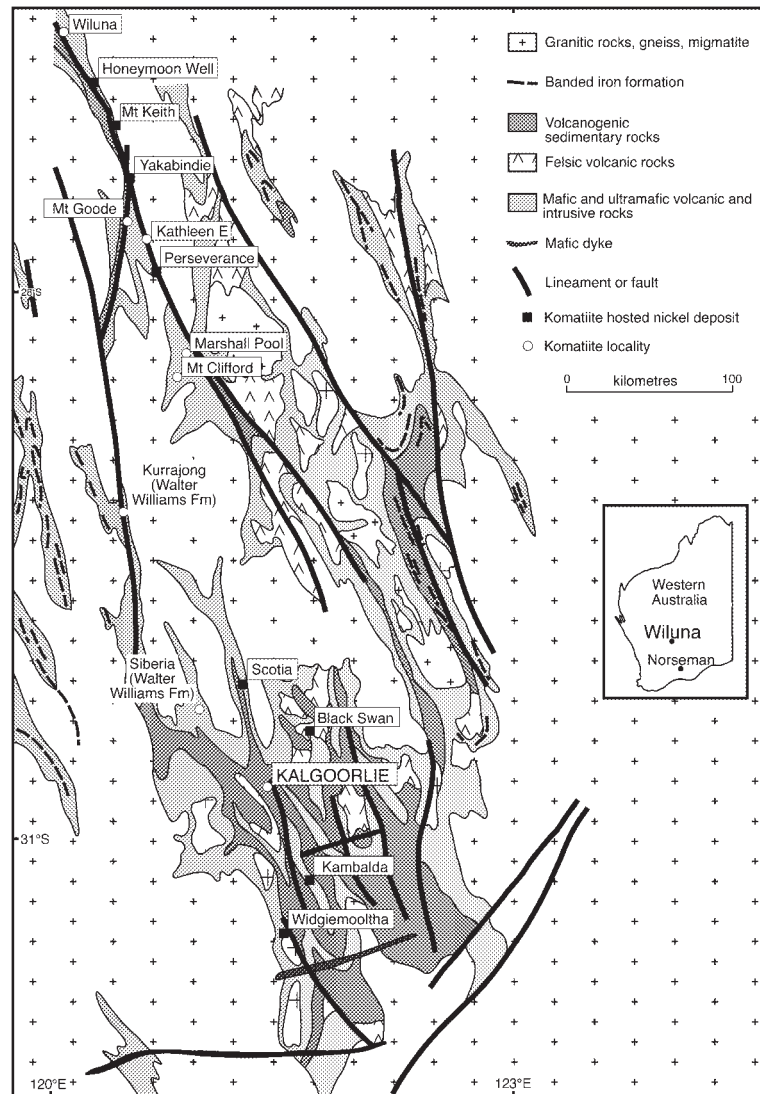 Wiluna
Honeymoon Well
Mt Keith
Yakabindie
Mt Goode
Kathleen E
Perseverance
28°S
Marshall Pool
Mt Clifford
Kurrajong
(Walter
Williams Fm)
Siberia
(Walter
Williams Fm)
Scotia
Black Swan
KALGOORLIE
31°S
Kambalda
Widgiemooltha
120°E
123°E
Granitic rocks, gneiss, migmatite
Banded iron formation
Volcanogenic
sedimentary rocks
Felsic volcanic rocks
Mafic and ultramafic volcanic and
intrusive rocks
Mafic dyke
Lineament or fault
Komatiite hosted nickel deposit
Komatiite locality
0 kilometres 100
Western
Australia
Wiluna
Norseman